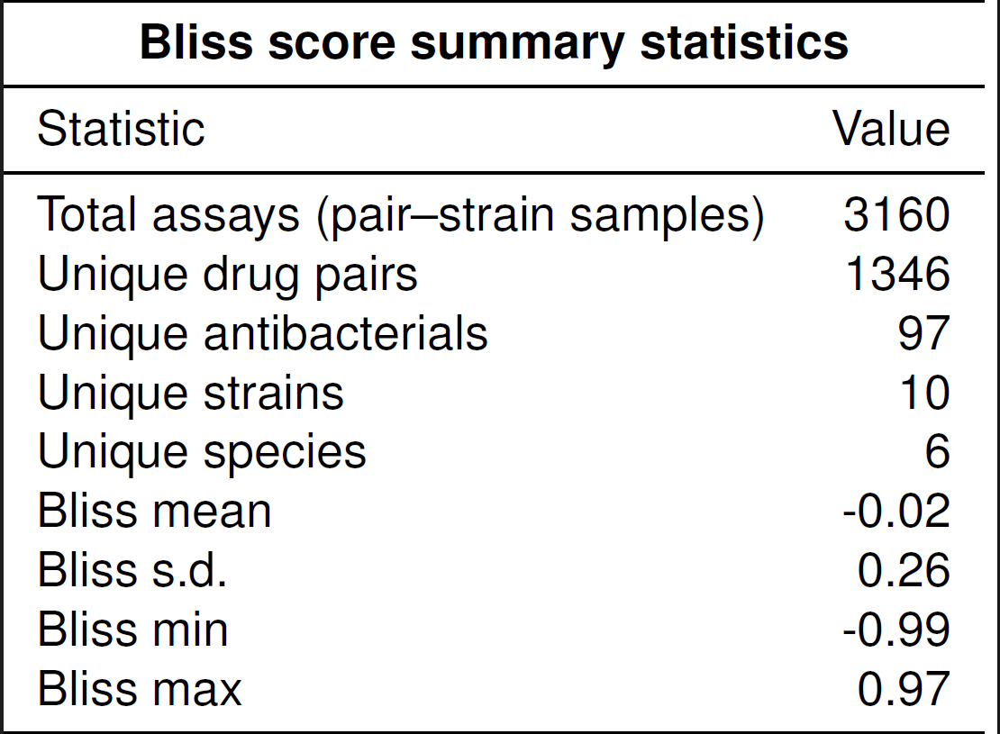 Bliss score summary statistics
Statistic Value
Total assays (pair–strain samples) 3160
Unique drug pairs 1346
Unique antibacterials 97
Unique strains 10
Unique species 6
Bliss mean -0.02
Bliss s.d. 0.26
Bliss min -0.99
Bliss max 0.97